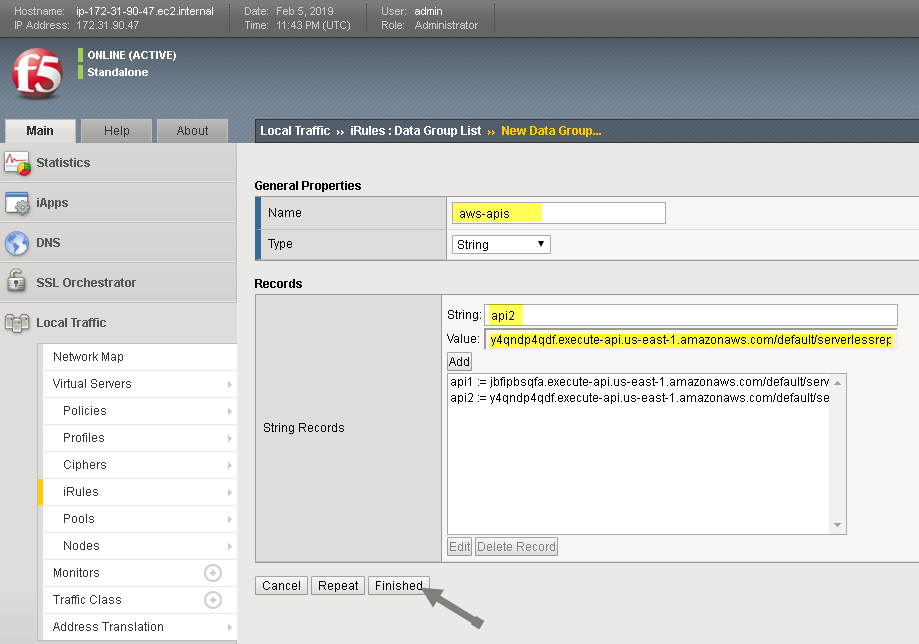 Hostname: ip-172-31-90-47.ec2.internal Date: Feb 5, 2019 User: admin
IP Address: 172.31.90.47 Time: 11:43 PM (UTC) Role: Administrator
f5
ONLINE (ACTIVE)
Standalone
Main Help About
Local Traffic ›› iRules : Data Group List ›› New Data Group...
Statistics
iApps
DNS
SSL Orchestrator
Local Traffic
Network Map
Virtual Servers
Policies
Profiles
Ciphers
iRules
Pools
Nodes
Monitors
Traffic Class
Address Translation
General Properties
Name aws-apis
Type String
Records
String Records
String: api2
Value: y4qndp4qdf.execute-api.us-east-1.amazonaws.com/default/serverlessrep
Add
api1 := jbfipbsqfa.execute-api.us-east-1.amazonaws.com/default/serv
api2 := y4qndp4qdf.execute-api.us-east-1.amazonaws.com/default/se
Edit Delete Record
Cancel Repeat Finished